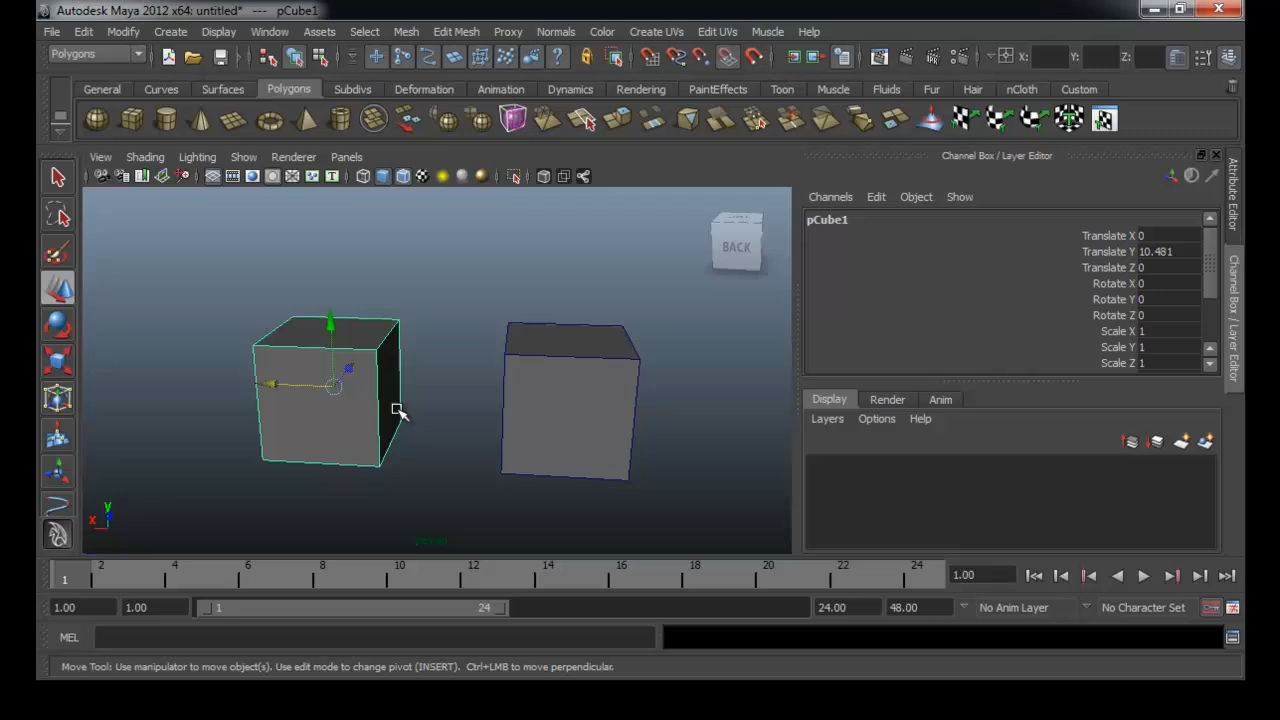 Autodesk Maya 2012 x64: untitled* --- pCube1
File Edit Modify Create Display Window Assets Select Mesh Edit Mesh Proxy Normals Color Create UVs Edit UVs Muscle Help
Polygons X: Y: Z:
General Curves Surfaces Polygons Subdivs Deformation Animation Dynamics Rendering PaintEffects Toon Muscle Fluids Fur Hair nCloth Custom
View Shading Lighting Show Renderer Panels
Channel Box / Layer Editor
Channels Edit Object Show
pCube1
Translate X 0
Translate Y 10.481
Translate Z 0
Rotate X 0
Rotate Y 0
Rotate Z 0
Scale X 1
Scale Y 1
Scale Z 1
Attribute Editor
Channel Box / Layer Editor
BACK
Display Render Anim
Layers Options Help
y
x
persp
1 2 4 6 8 10 12 14 16 18 20 22 24 1.00
1.00 1.00 1 24 24.00 48.00 No Anim Layer No Character Set
MEL
Move Tool: Use manipulator to move object(s). Use edit mode to change pivot (INSERT). Ctrl+LMB to move perpendicular.